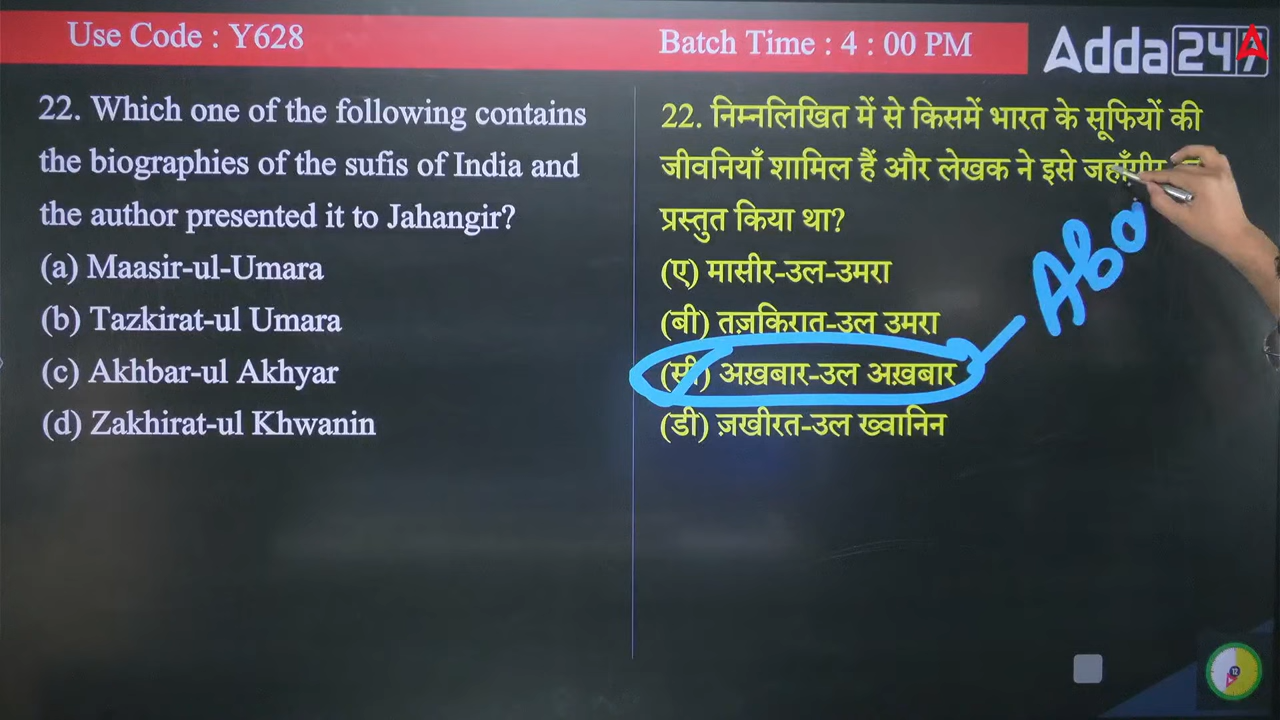 Use Code : Y628
Batch Time : 4 : 00 PM
Adda247
22. Which one of the following contains
the biographies of the sufis of India and
the author presented it to Jahangir?
(a) Maasir-ul-Umara
(b) Tazkirat-ul Umara
(c) Akhbar-ul Akhyar
(d) Zakhirat-ul Khwanin
22. निम्नलिखित में से किसमें भारत के सूफियों की
जीवनियाँ शामिल हैं और लेखक ने इसे जहाँगीर
प्रस्तुत किया था?
(ए) मासीर-उल-उमरा
(बी) तज़किरात-उल उमरा
(सी) अख़बार-उल अख़बार
(डी) ज़खीरत-उल ख्वानिन
Abd